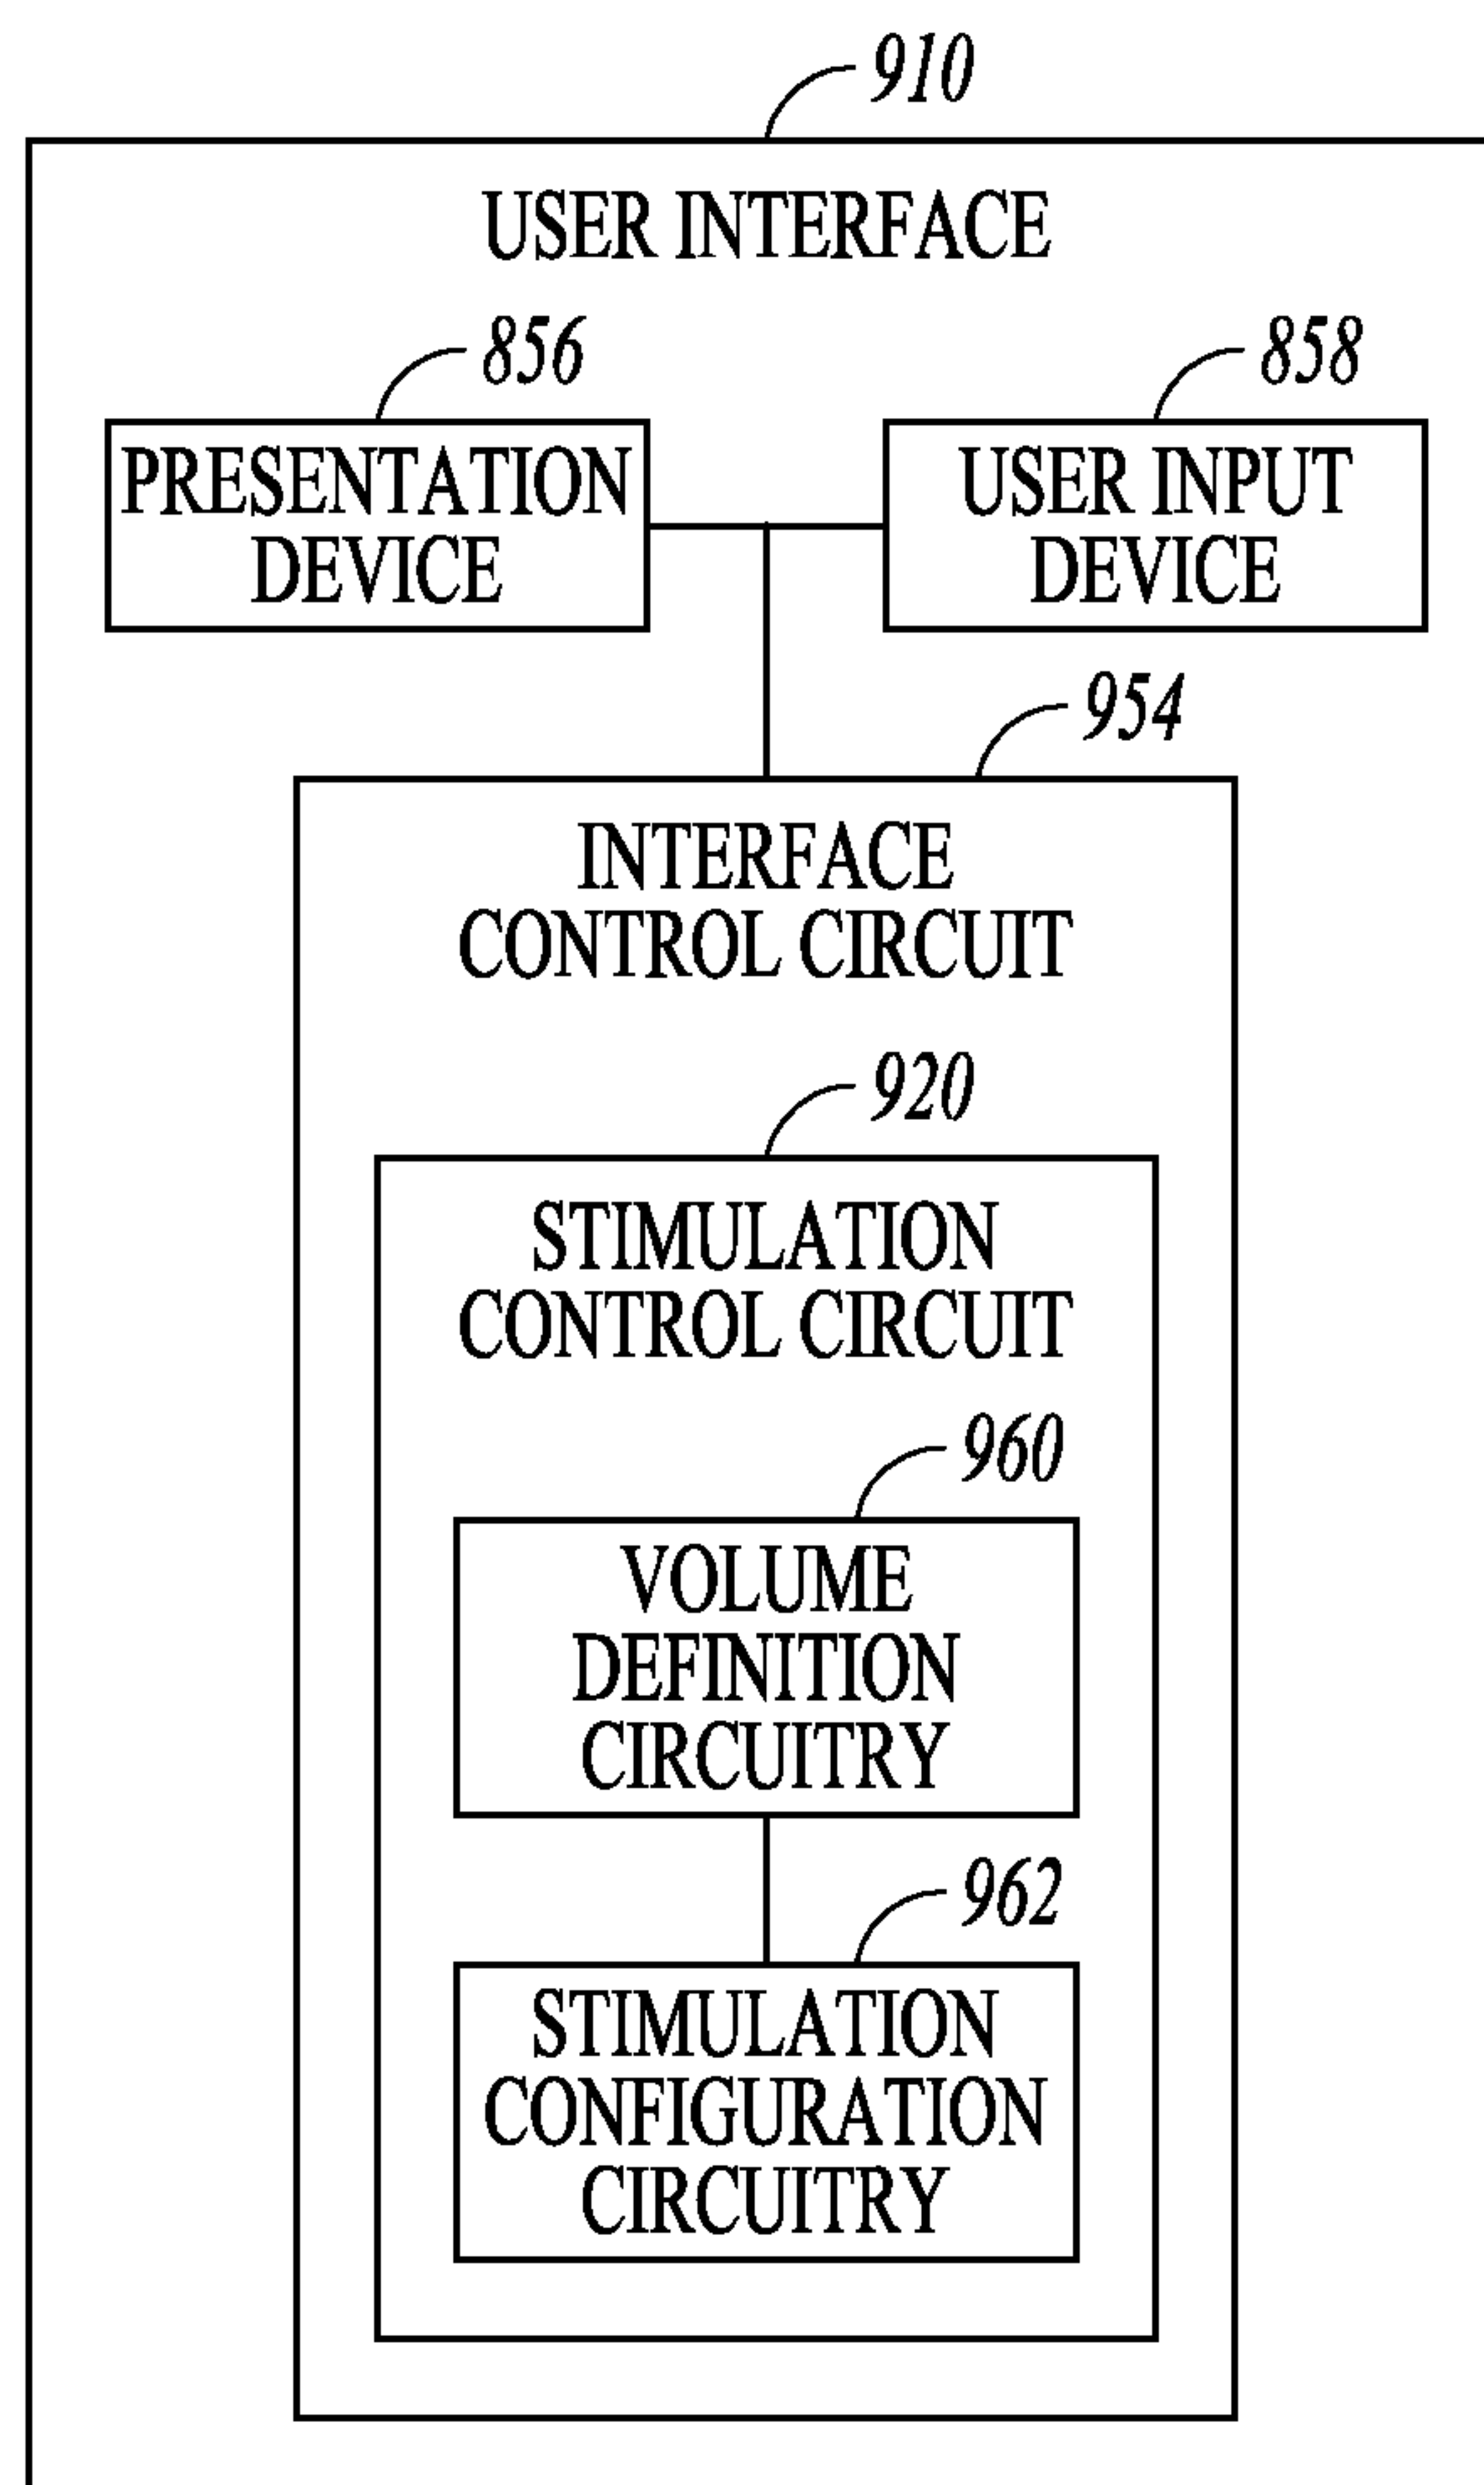 910
USER INTERFACE
856
858
PRESENTATION
DEVICE
USER INPUT
DEVICE
954
INTERFACE
CONTROL CIRCUIT
920
STIMULATION
CONTROL CIRCUIT
960
VOLUME
DEFINITION
CIRCUITRY
962
STIMULATION
CONFIGURATION
CIRCUITRY